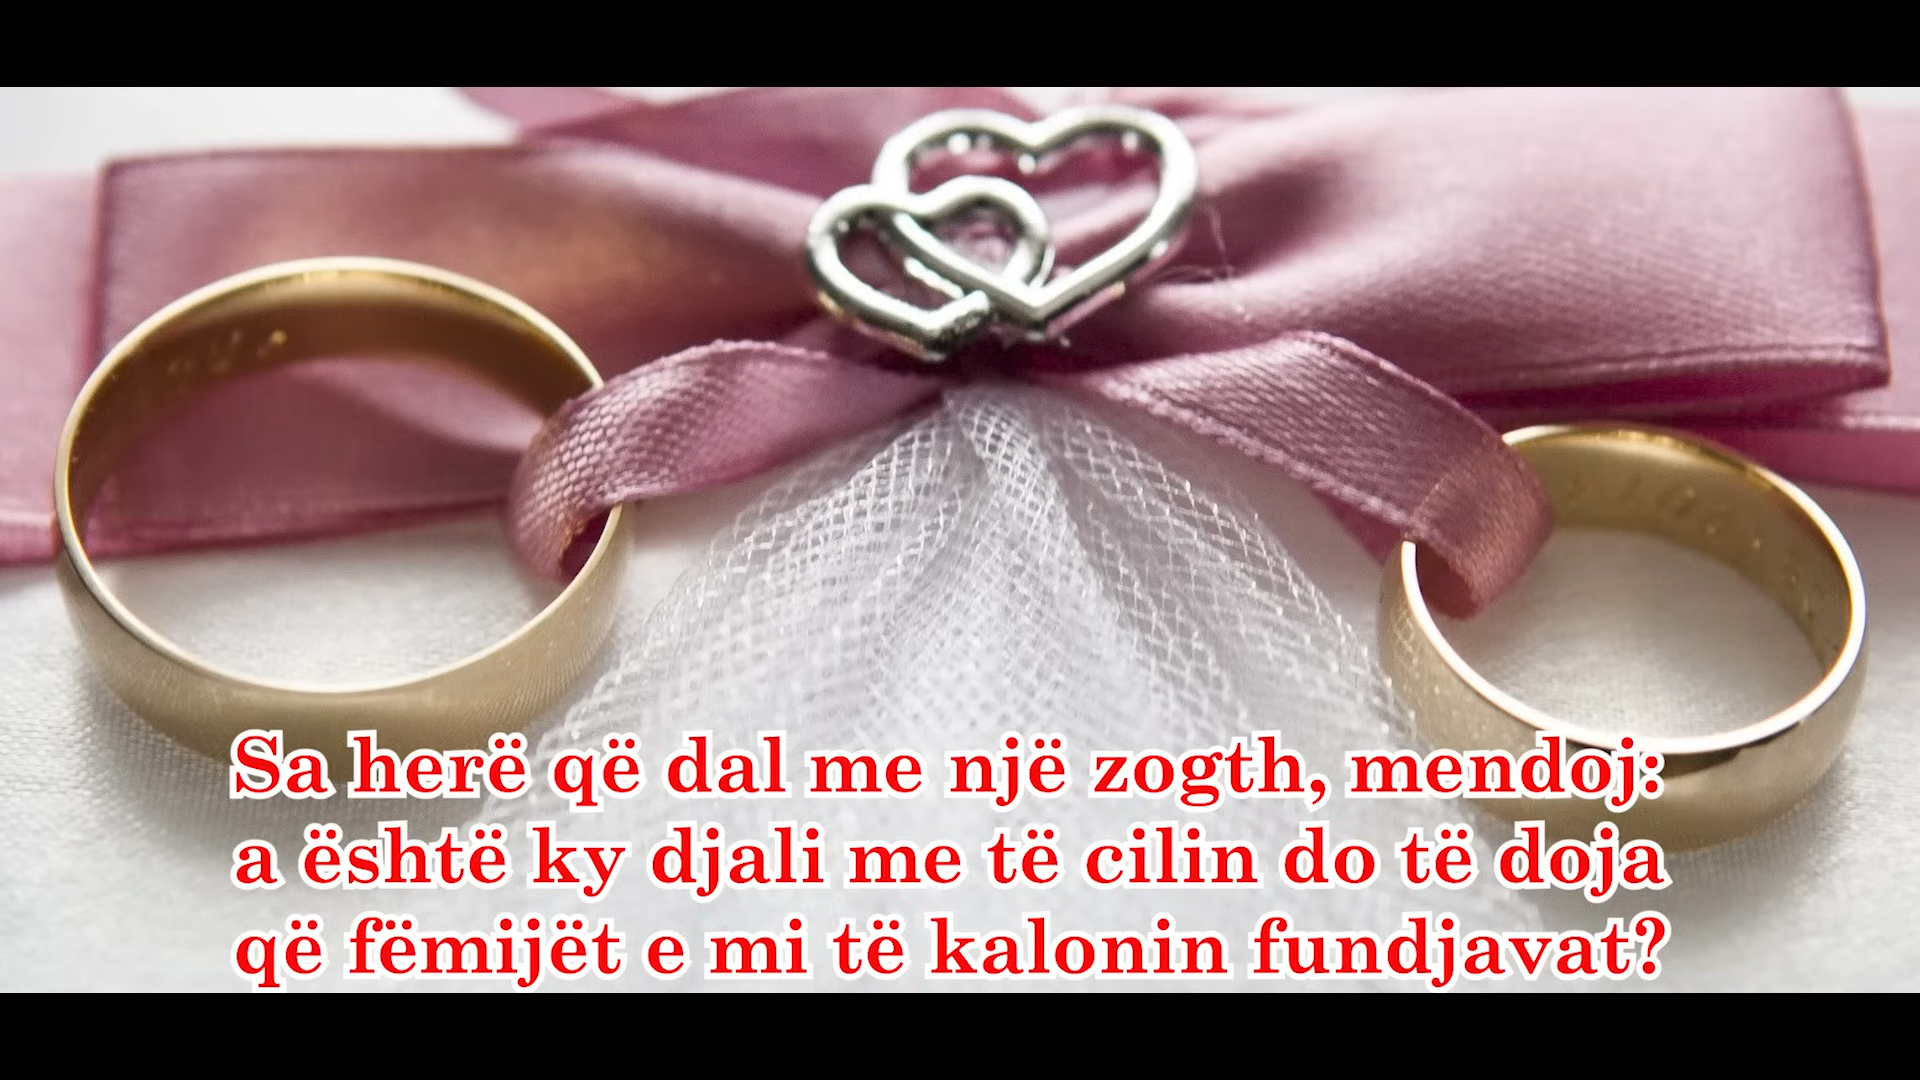 Sa herë që dal me një zogth, mendoj:
a është ky djali me të cilin do të doja
që fëmijët e mi të kalonin fundjavat?